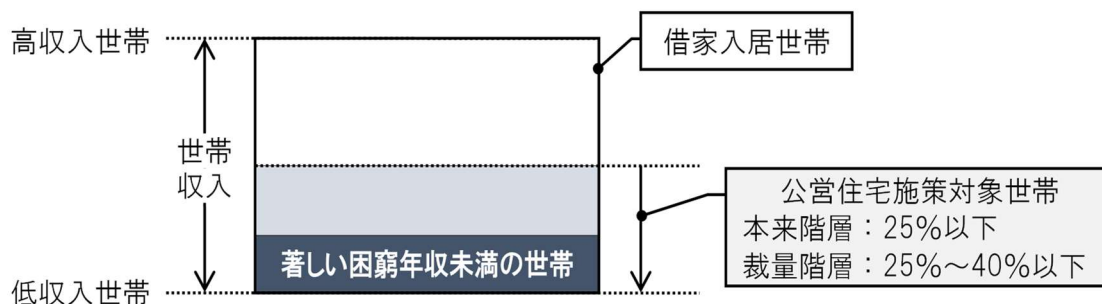 高収入世帯
借家入居世帯
世帯
収入
公営住宅施策対象世帯
本来階層：25%以下
裁量階層：25%～40%以下
著しい困窮年収未満の世帯
低収入世帯